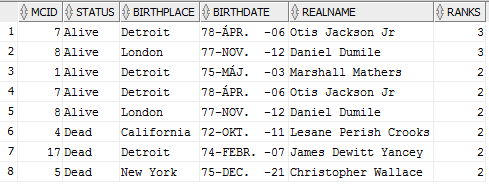 MCID STATUS BIRTHPLACE BIRTHDATE REALNAME RANKS
1 7 Alive Detroit 78-ÁPR. -06 Otis Jackson Jr 3
2 8 Alive London 77-NOV. -12 Daniel Dumile 3
3 1 Alive Detroit 75-MÁJ. -03 Marshall Mathers 2
4 7 Alive Detroit 78-ÁPR. -06 Otis Jackson Jr 2
5 8 Alive London 77-NOV. -12 Daniel Dumile 2
6 4 Dead California 72-OKT. -11 Lesane Perish Crooks 2
7 17 Dead Detroit 74-FEBR. -07 James Dewitt Yancey 2
8 5 Dead New York 75-DEC. -21 Christopher Wallace 2